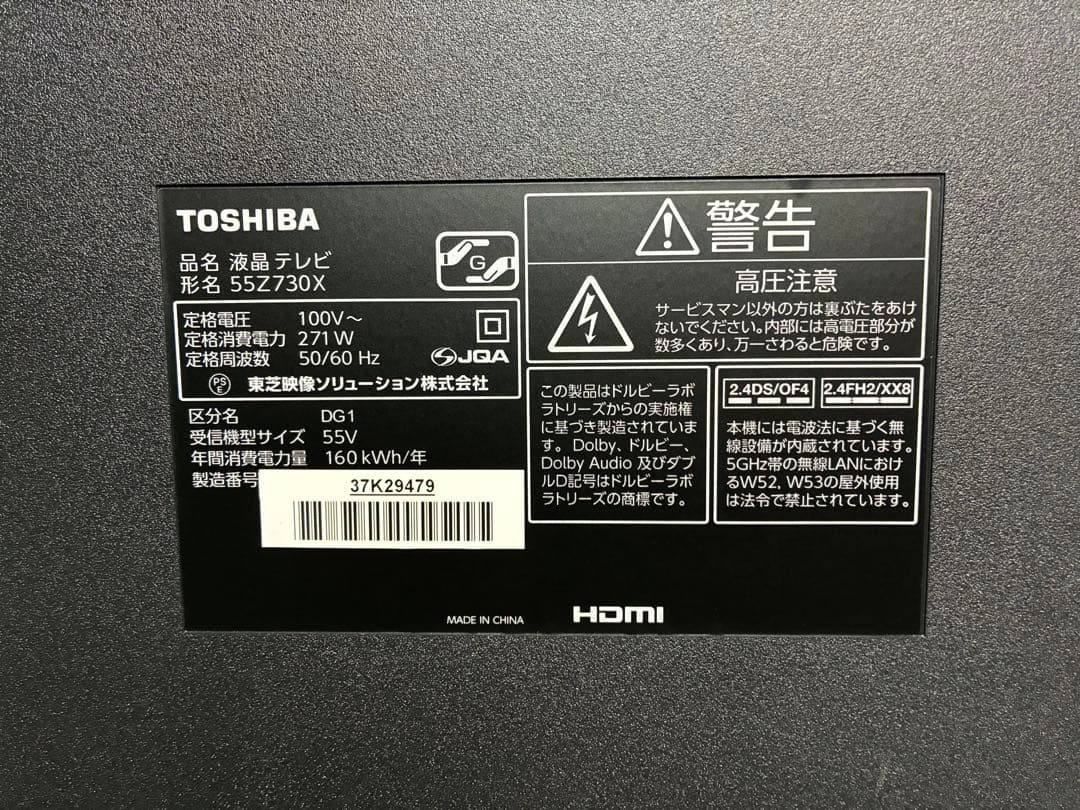 TOSHIBA
品名 液晶テレビ
形名 55Z730X
G
定格電圧 100V～
定格消費電力 271W
定格周波数 50/60 Hz
JQA
PS
E
東芝映像ソリューション株式会社
区分名 DG1
受信機型サイズ 55V
年間消費電力量 160kWh/年
製造番号
37K29479
MADE IN CHINA
HDMI
警告
高圧注意
サービスマン以外の方は裏ぶたをあけ
ないでください。内部には高電圧部分が
数多くあり、万一さわると危険です。
この製品はドルビーラボ
ラトリーズからの実施権
に基づき製造されていま
す。Dolby、ドルビー、
Dolby Audio 及びダブ
ルD記号はドルビーラボ
ラトリーズの商標です。
2.4DS/OF4 2.4FH2/XX8
本機には電波法に基づく無
線設備が内蔵されています。
5GHz帯の無線LANにおけ
るW52, W53の屋外使用
は法令で禁止されています。